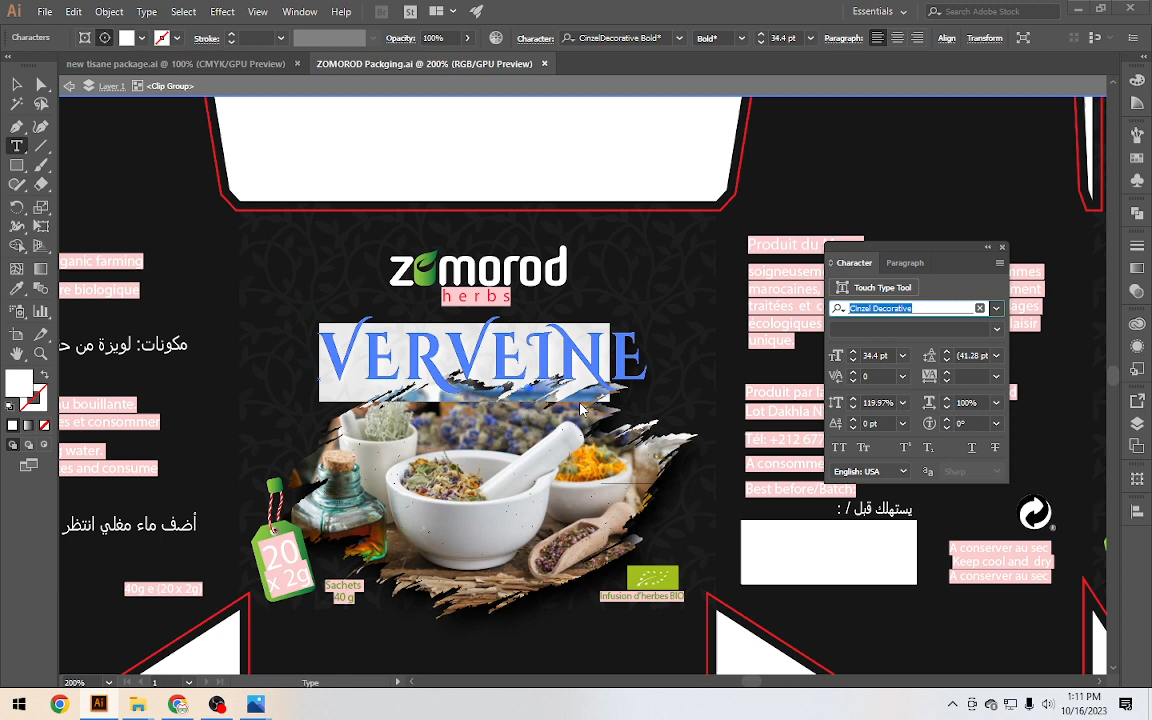 Ai File Edit Object Type Select Effect View Window Help Br St Essentials Search Adobe Stock
Characters Stroke: Opacity: 100% Character: CinzelDecorative Bold* Bold* 34.4 pt Paragraph: Align Transform
new tisane package.ai @ 100% (CMYK/GPU Preview) × ZOMOROD Packging.ai @ 200% (RGB/GPU Preview) ×
Layer 1 <Clip Group>
zomorod
herbs
VERVEINE
ganic farming
re biologique
مكونات: لويزة من
ou bouillante.
es et consommer
g water.
es and consume
أضف ماء مغلي انتظر
40g e (20 x 2g)
20
x 2g
Sachets
40 g
Infusion d'herbes BIO
Produit du
soigneusem mmes
marocaines, ment
traitées et c ages
écologiques laisir
unique.
Produit par la
Lot Dakhla N
Tél: +212 677
A consomme
Best before/Batch:
يستهلك قبل / :
A conserver au sec
Keep cool and dry
A conserver au sec
Character Paragraph
Touch Type Tool
Cinzel Decorative
34.4 pt (41.28 pt
0
119.97% 100%
0 pt 0°
English: USA Sharp
200% 1 Type
1:11 PM
10/16/2023